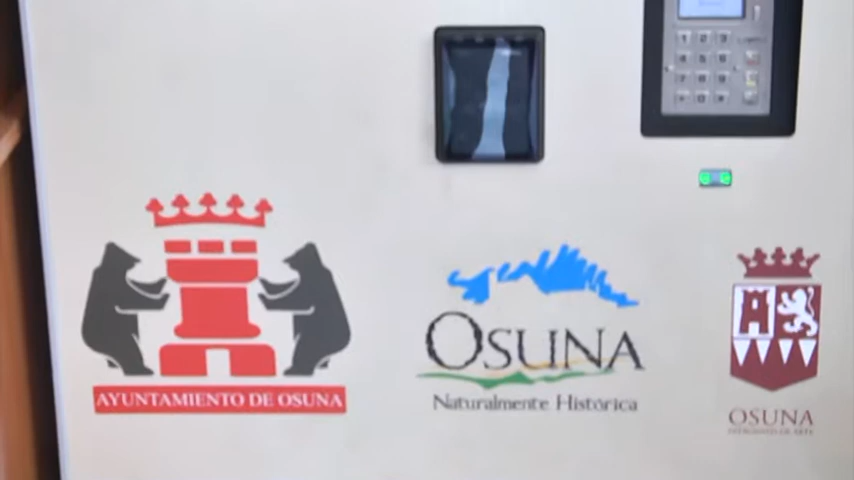 AYUNTAMIENTO DE OSUNA
OSUNA
Naturalmente Histórica
OSUNA